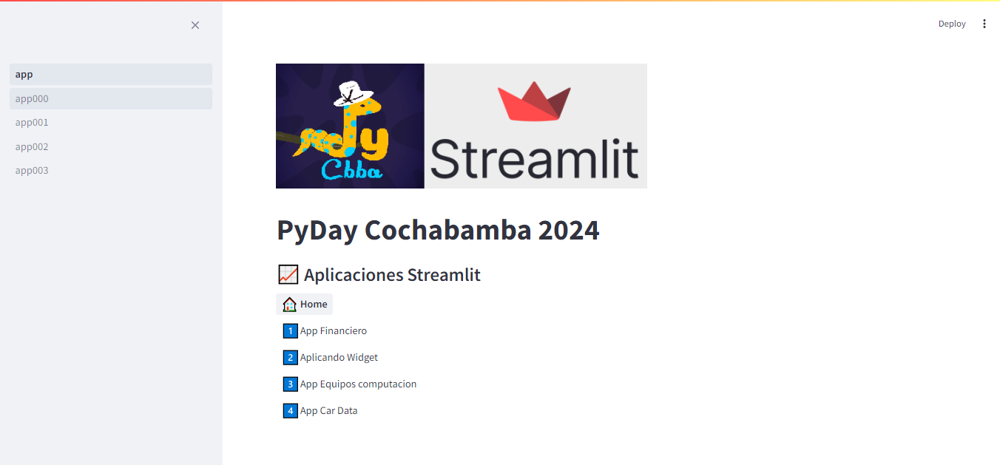 Deploy
app
app000
app001
app002
app003
Py
Cbba
Streamlit
PyDay Cochabamba 2024
Aplicaciones Streamlit
Home
1 App Financiero
2 Aplicando Widget
3 App Equipos computacion
4 App Car Data